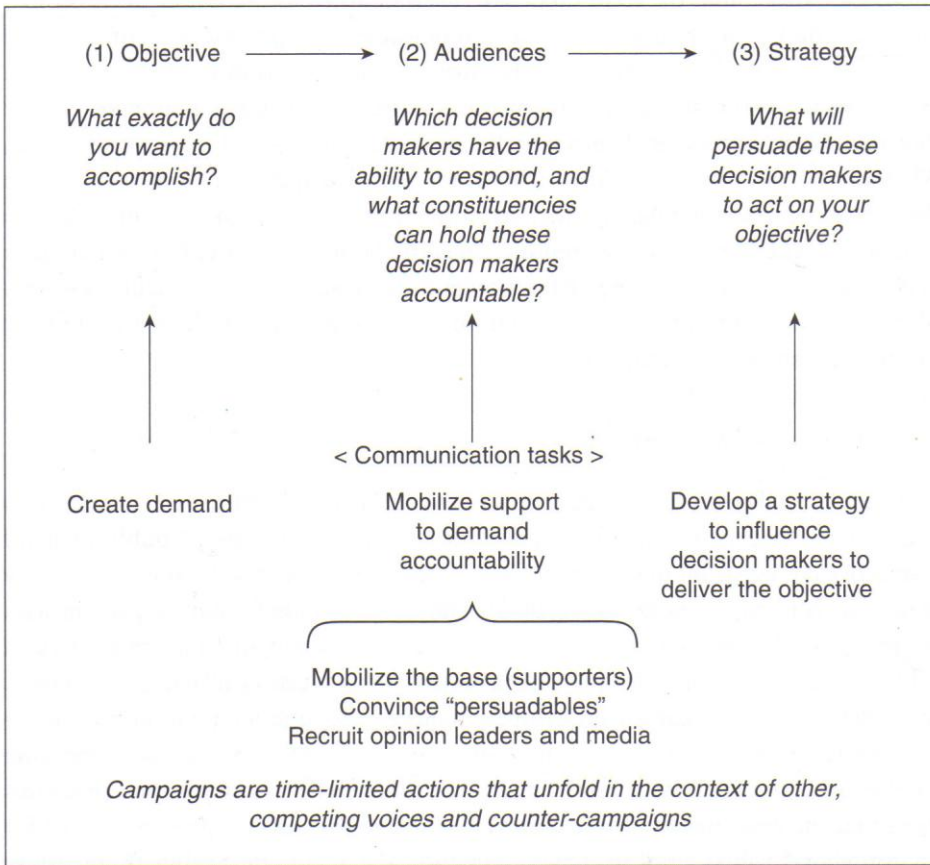 (1) Objective
(2) Audiences
(3) Strategy
What exactly do
you want to
accomplish?
Which decision
makers have the
ability to respond, and
what constituencies
can hold these
decision makers
accountable?
What will
persuade these
decision makers
to act on your
objective?
< Communication tasks >
Create demand
Mobilize support
to demand
accountability
Develop a strategy
to influence
decision makers to
deliver the objective
Mobilize the base (supporters)
Convince “persuadables”
Recruit opinion leaders and media
Campaigns are time-limited actions that unfold in the context of other,
competing voices and counter-campaigns